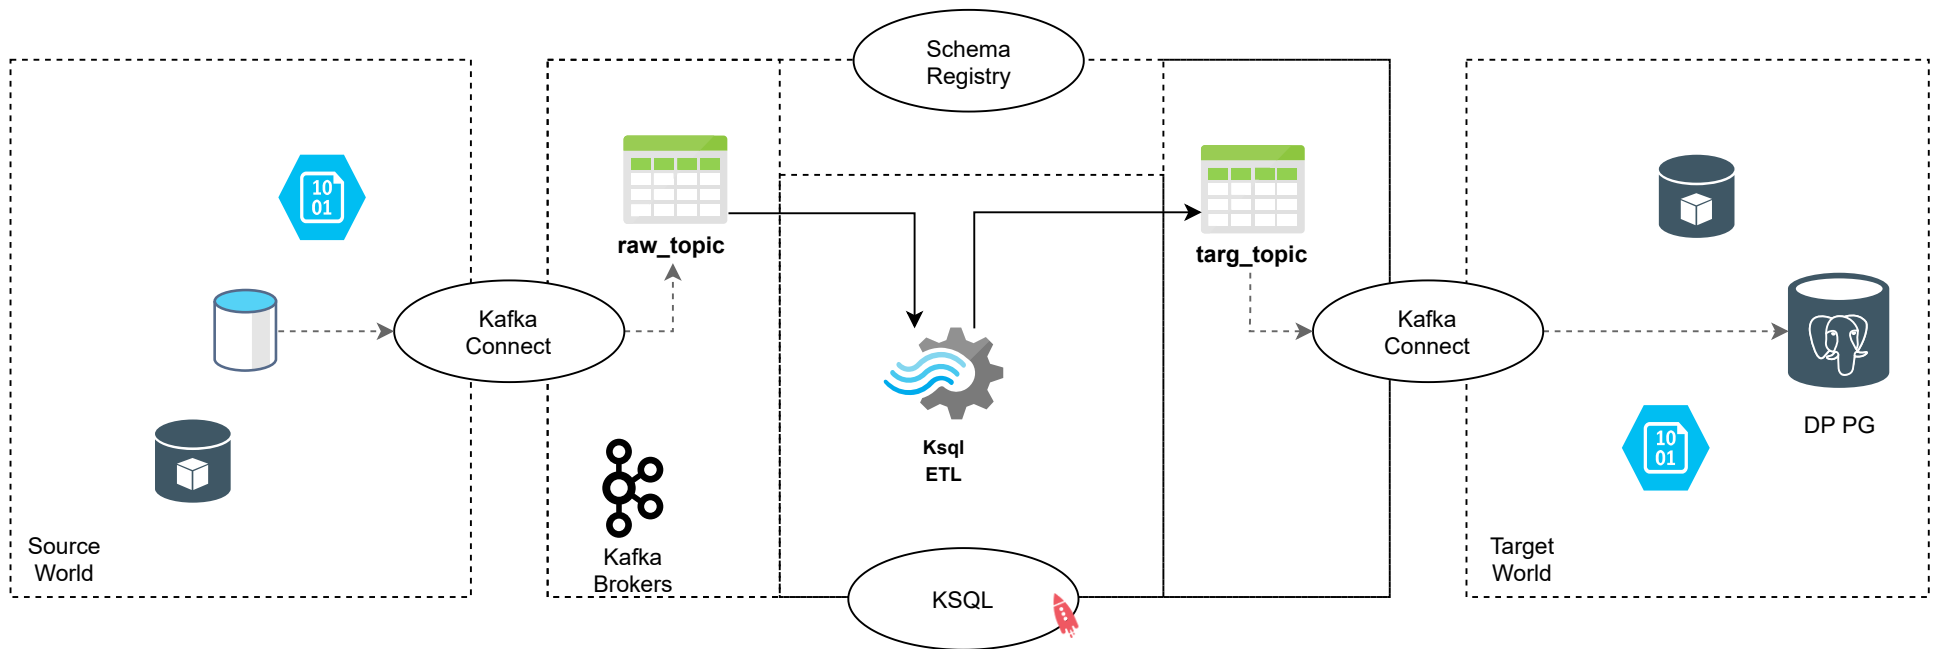 Schema
Registry
10
01
raw_topic
targ_topic
Kafka
Connect
Kafka
Connect
Ksql
ETL
DP PG
10
01
Source
World
Kafka
Brokers
KSQL
Target
World